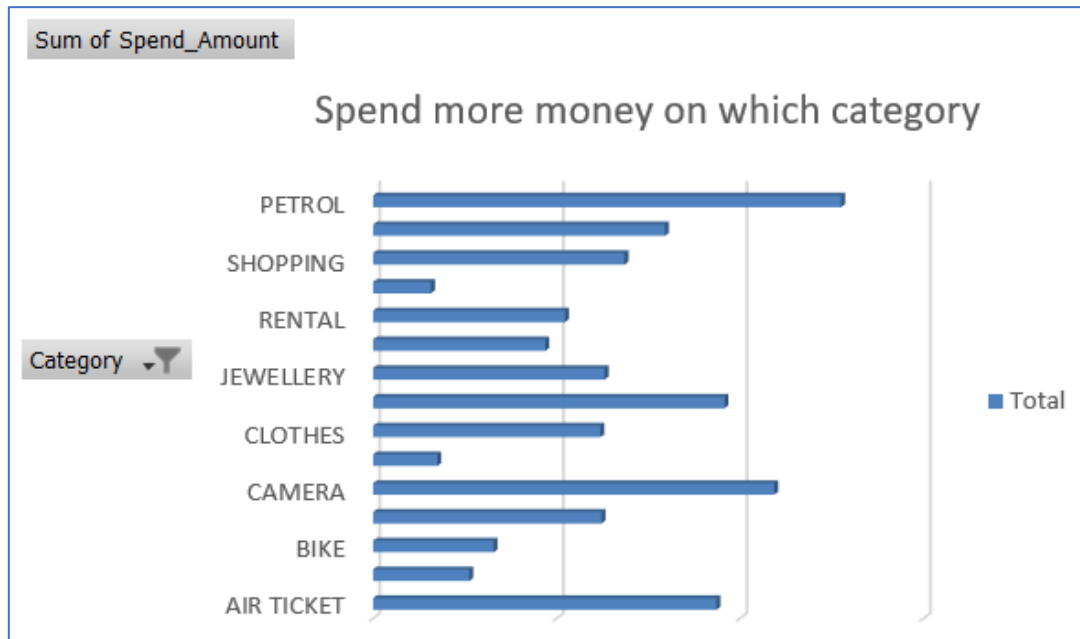 Sum of Spend_Amount
Spend more money on which category
PETROL
SHOPPING
RENTAL
Category
JEWELLERY
Total
CLOTHES
CAMERA
BIKE
AIR TICKET